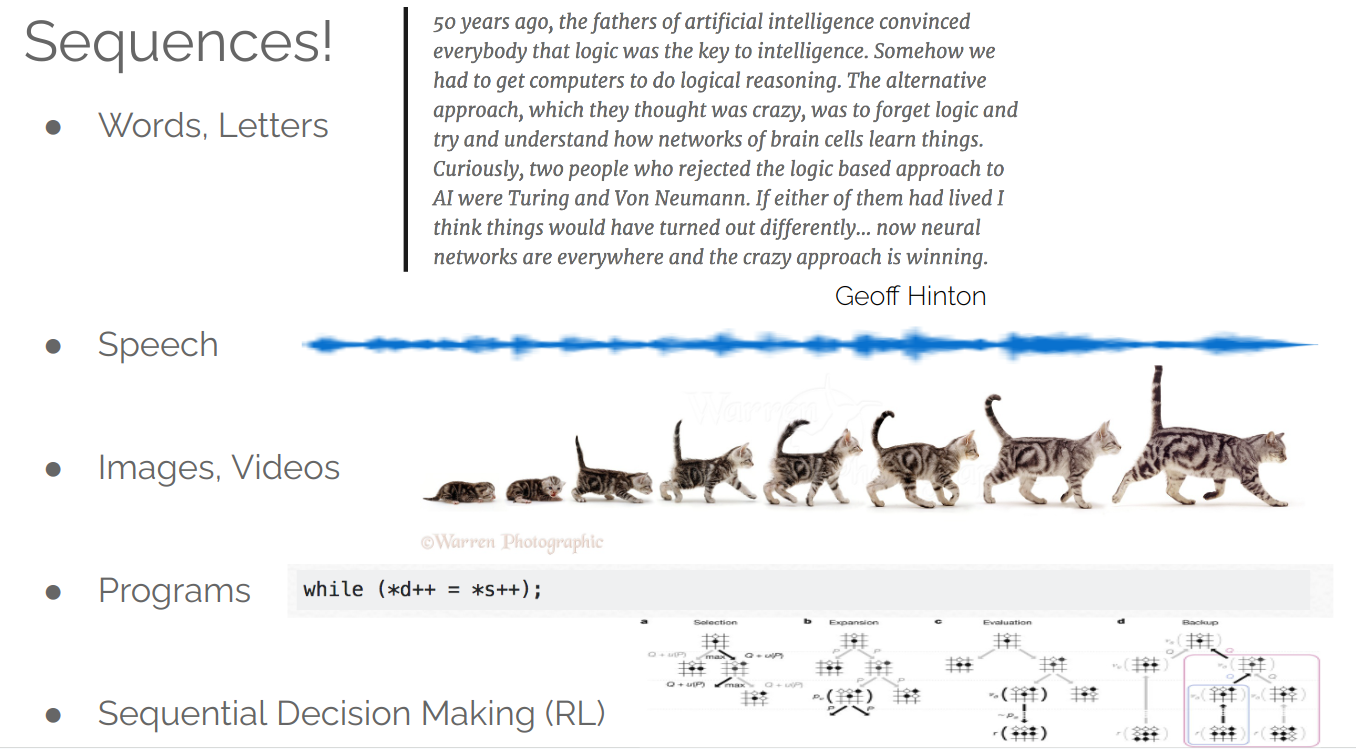 Sequences!
50 years ago, the fathers of artificial intelligence convinced
everybody that logic was the key to intelligence. Somehow we
had to get computers to do logical reasoning. The alternative
approach, which they thought was crazy, was to forget logic and
try and understand how networks of brain cells learn things.
Curiously, two people who rejected the logic based approach to
AI were Turing and Von Neumann. If either of them had lived I
think things would have turned out differently... now neural
networks are everywhere and the crazy approach is winning.
Geoff Hinton
● Words, Letters
● Speech
● Images, Videos
Warren
©Warren Photographic
● Programs
while (*d++ = *s++);
● Sequential Decision Making (RL)
a Selection
b Expansion
c Evaluation
d Backup
Q + u(P) max Q + u(P)
Q + u(P) max Q + u(P)
P P
P P
P P
Q Q
Q Q
r
r r r